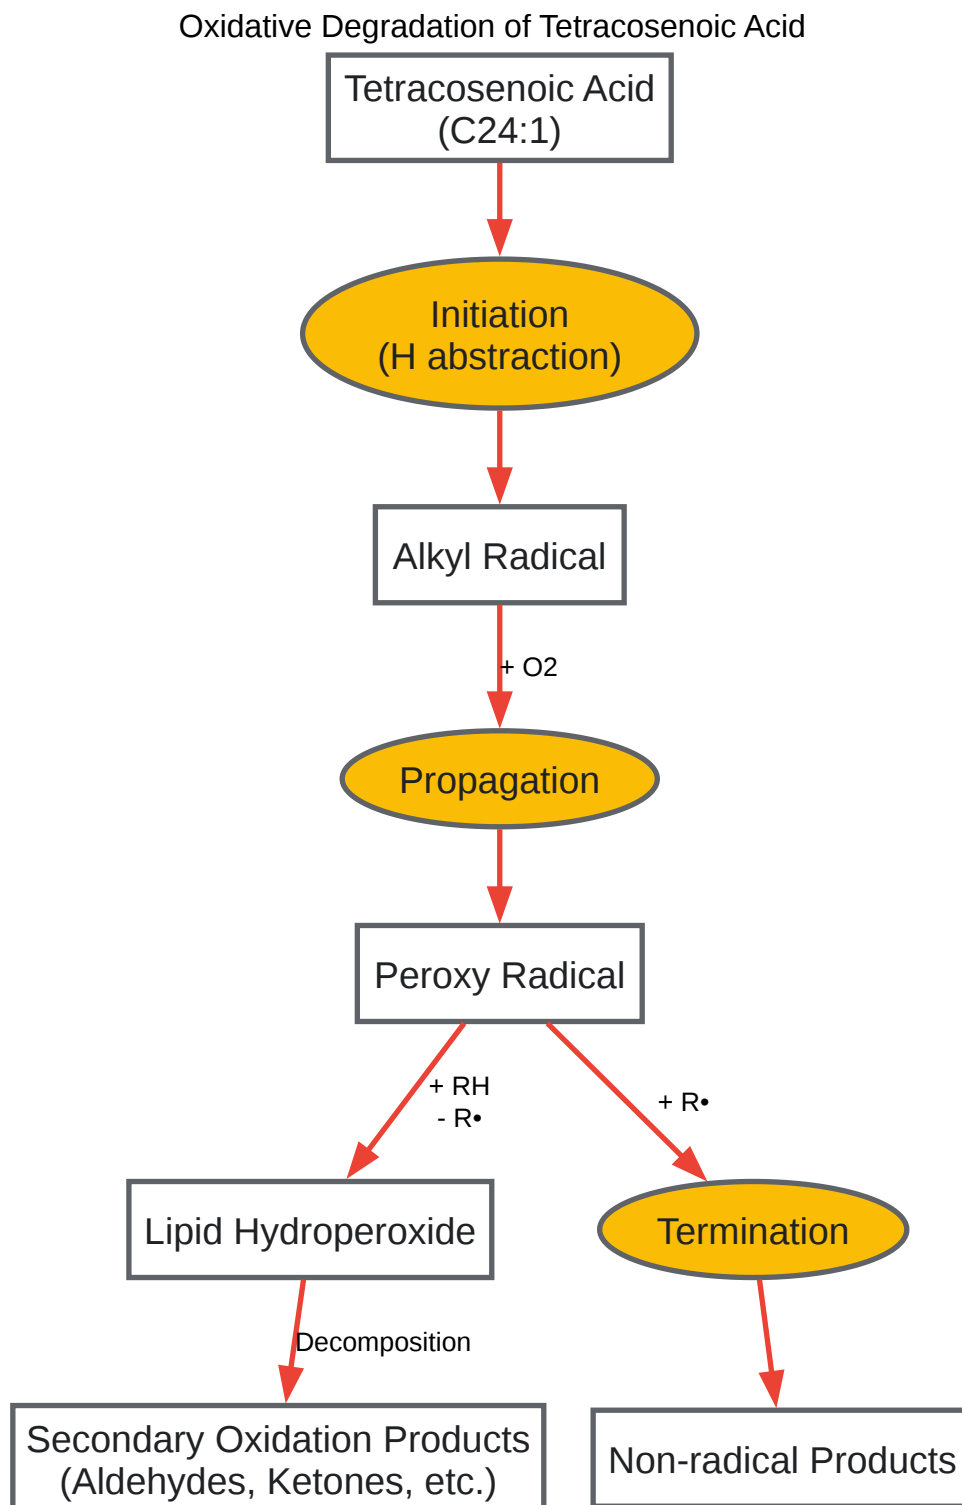 Oxidative Degradation of Tetracosenoic Acid
Tetracosenoic Acid
(C24:1)
Initiation
(H abstraction)
Alkyl Radical
+ O2
Propagation
Peroxy Radical
+ RH
- R•
+ R•
Lipid Hydroperoxide
Termination
Decomposition
Secondary Oxidation Products
(Aldehydes, Ketones, etc.)
Non-radical Products